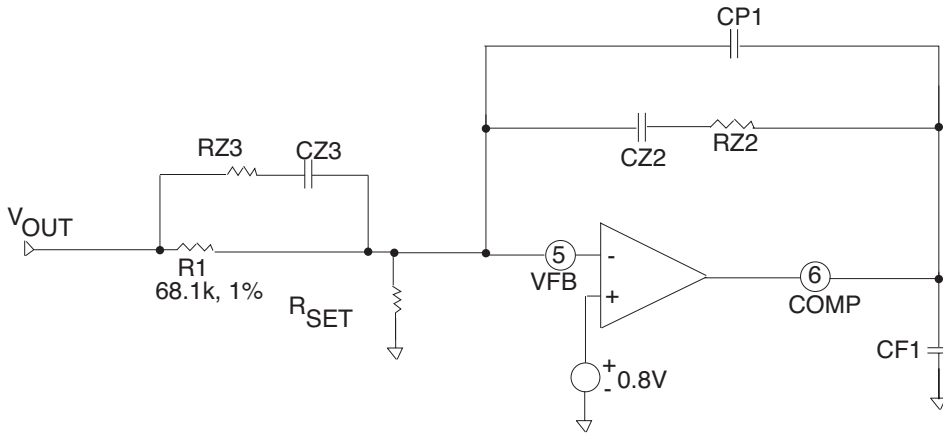 CP1
CZ2
RZ2
RZ3
CZ3
VOUT
R1
68.1k, 1%
RSET
5
VFB
-
+
6
COMP
+
-
0.8V
CF1